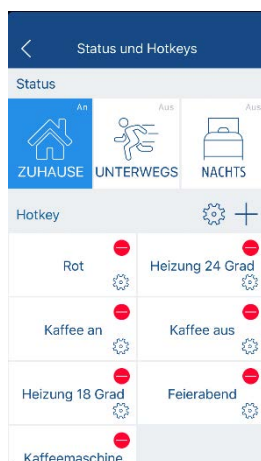 Status und Hotkeys
Status
An Aus Aus
ZUHAUSE UNTERWEGS NACHTS
Hotkey
Rot Heizung 24 Grad
Kaffee an Kaffee aus
Heizung 18 Grad Feierabend
Kaffeemaschine